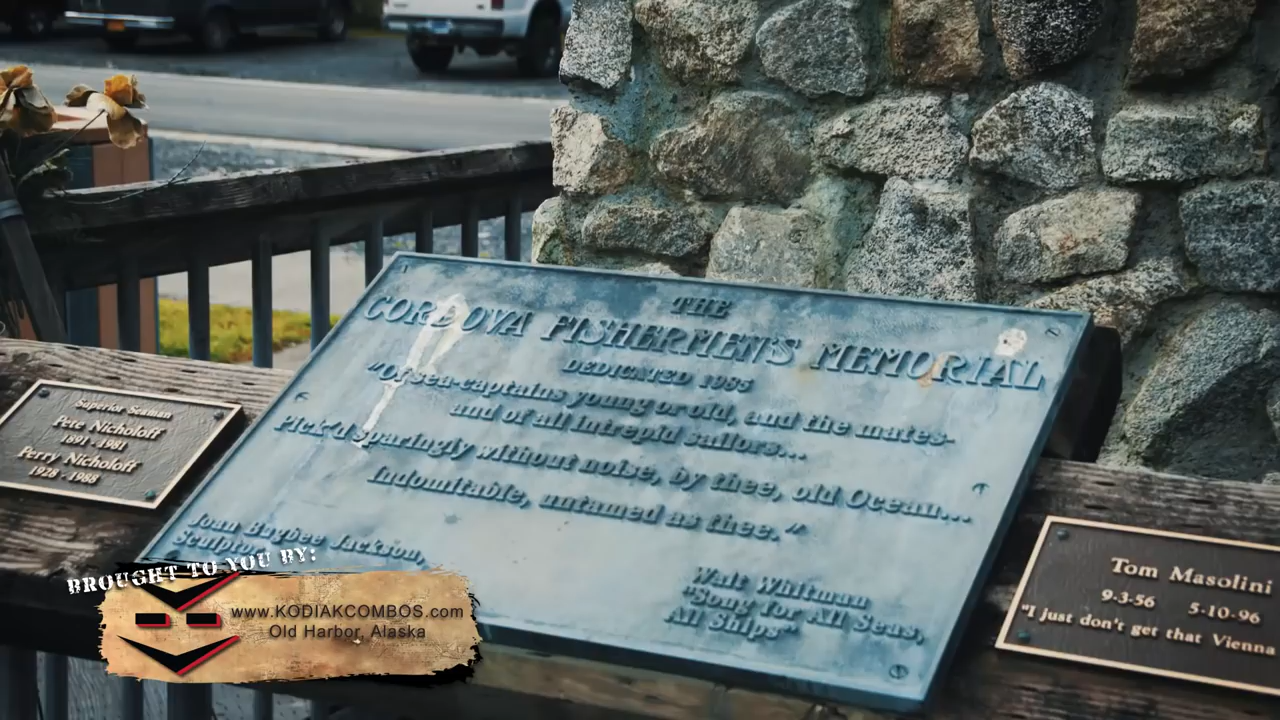 THE
CORDOVA FISHERMEN'S MEMORIAL
DEDICATED 1985
"Of sea-captains young or old, and the mates-
and of all intrepid sailors...
Pick'd sparingly without noise, by thee, old Ocean...
Indomitable, untamed as thee."
Joan Bugbee Jackson,
Sculptor
Walt Whitman
"Song for All Seas,
All Ships"
Superior Seaman
Pete Nicholoff
1891 - 1981
Perry Nicholoff
1928 - 1988
Tom Masolini
9-3-56 5-10-96
"I just don't get that Vienna
BROUGHT TO YOU BY:
www.KODIAKCOMBOS.com
Old Harbor, Alaska